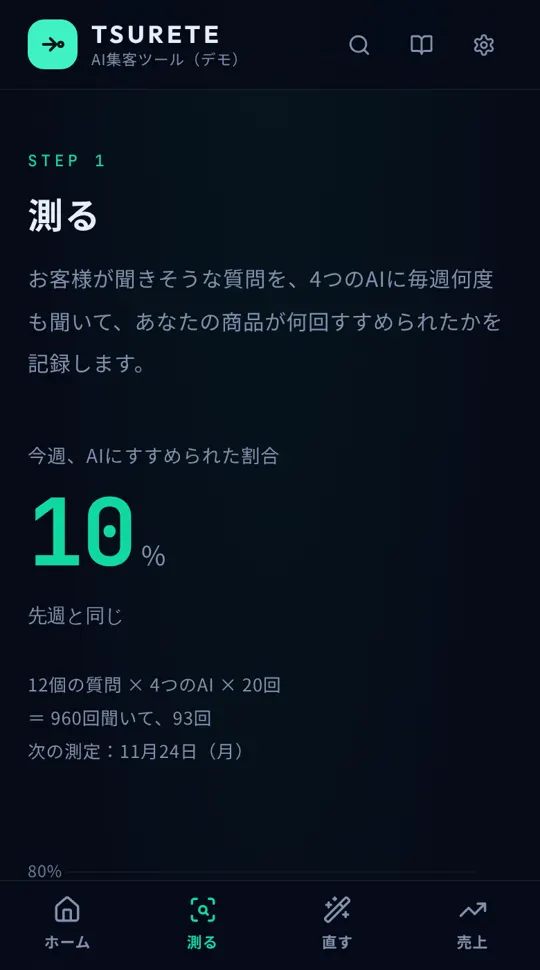 TSURETE
AI集客ツール（デモ）
STEP 1
測る
お客様が聞きそうな質問を、4つのAIに毎週何度
も聞いて、あなたの商品が何回すすめられたかを
記録します。
今週、AIにすすめられた割合
10%
先週と同じ
12個の質問 × 4つのAI × 20回
＝ 960回聞いて、93回
次の測定：11月24日（月）
80%
ホーム
測る
直す
売上